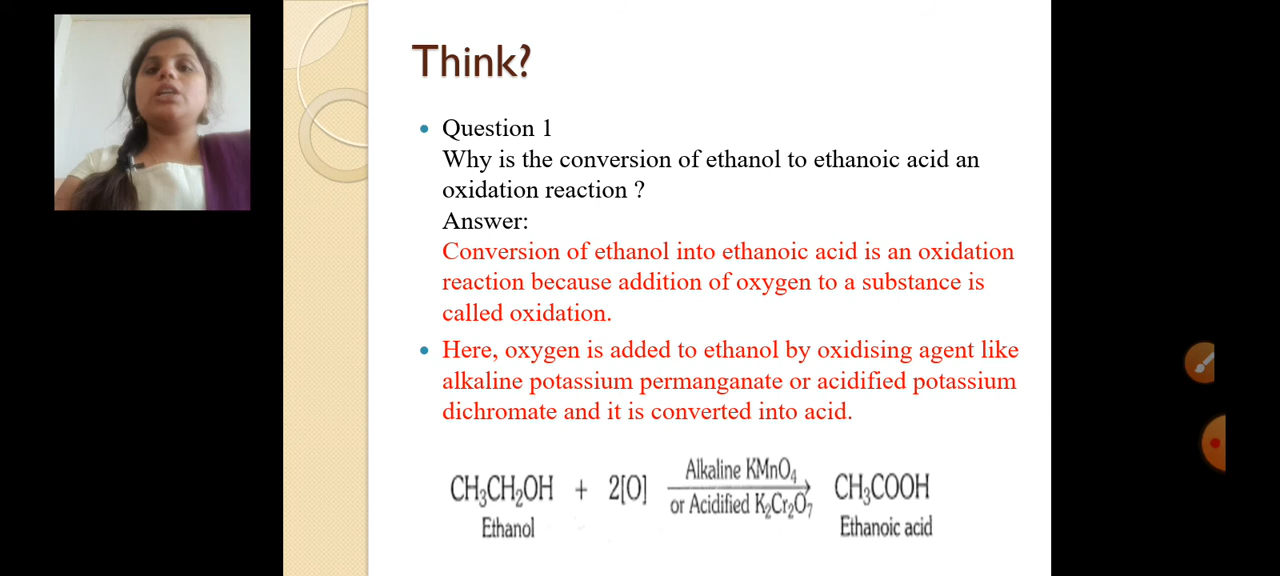 Think?
Question 1
Why is the conversion of ethanol to ethanoic acid an
oxidation reaction ?
Answer:
Conversion of ethanol into ethanoic acid is an oxidation
reaction because addition of oxygen to a substance is
called oxidation.
Here, oxygen is added to ethanol by oxidising agent like
alkaline potassium permanganate or acidified potassium
dichromate and it is converted into acid.
Alkaline KMnO₄
CH₃CH₂OH + 2[O] CH₃COOH
or Acidified K₂Cr₂O₇
Ethanol Ethanoic acid